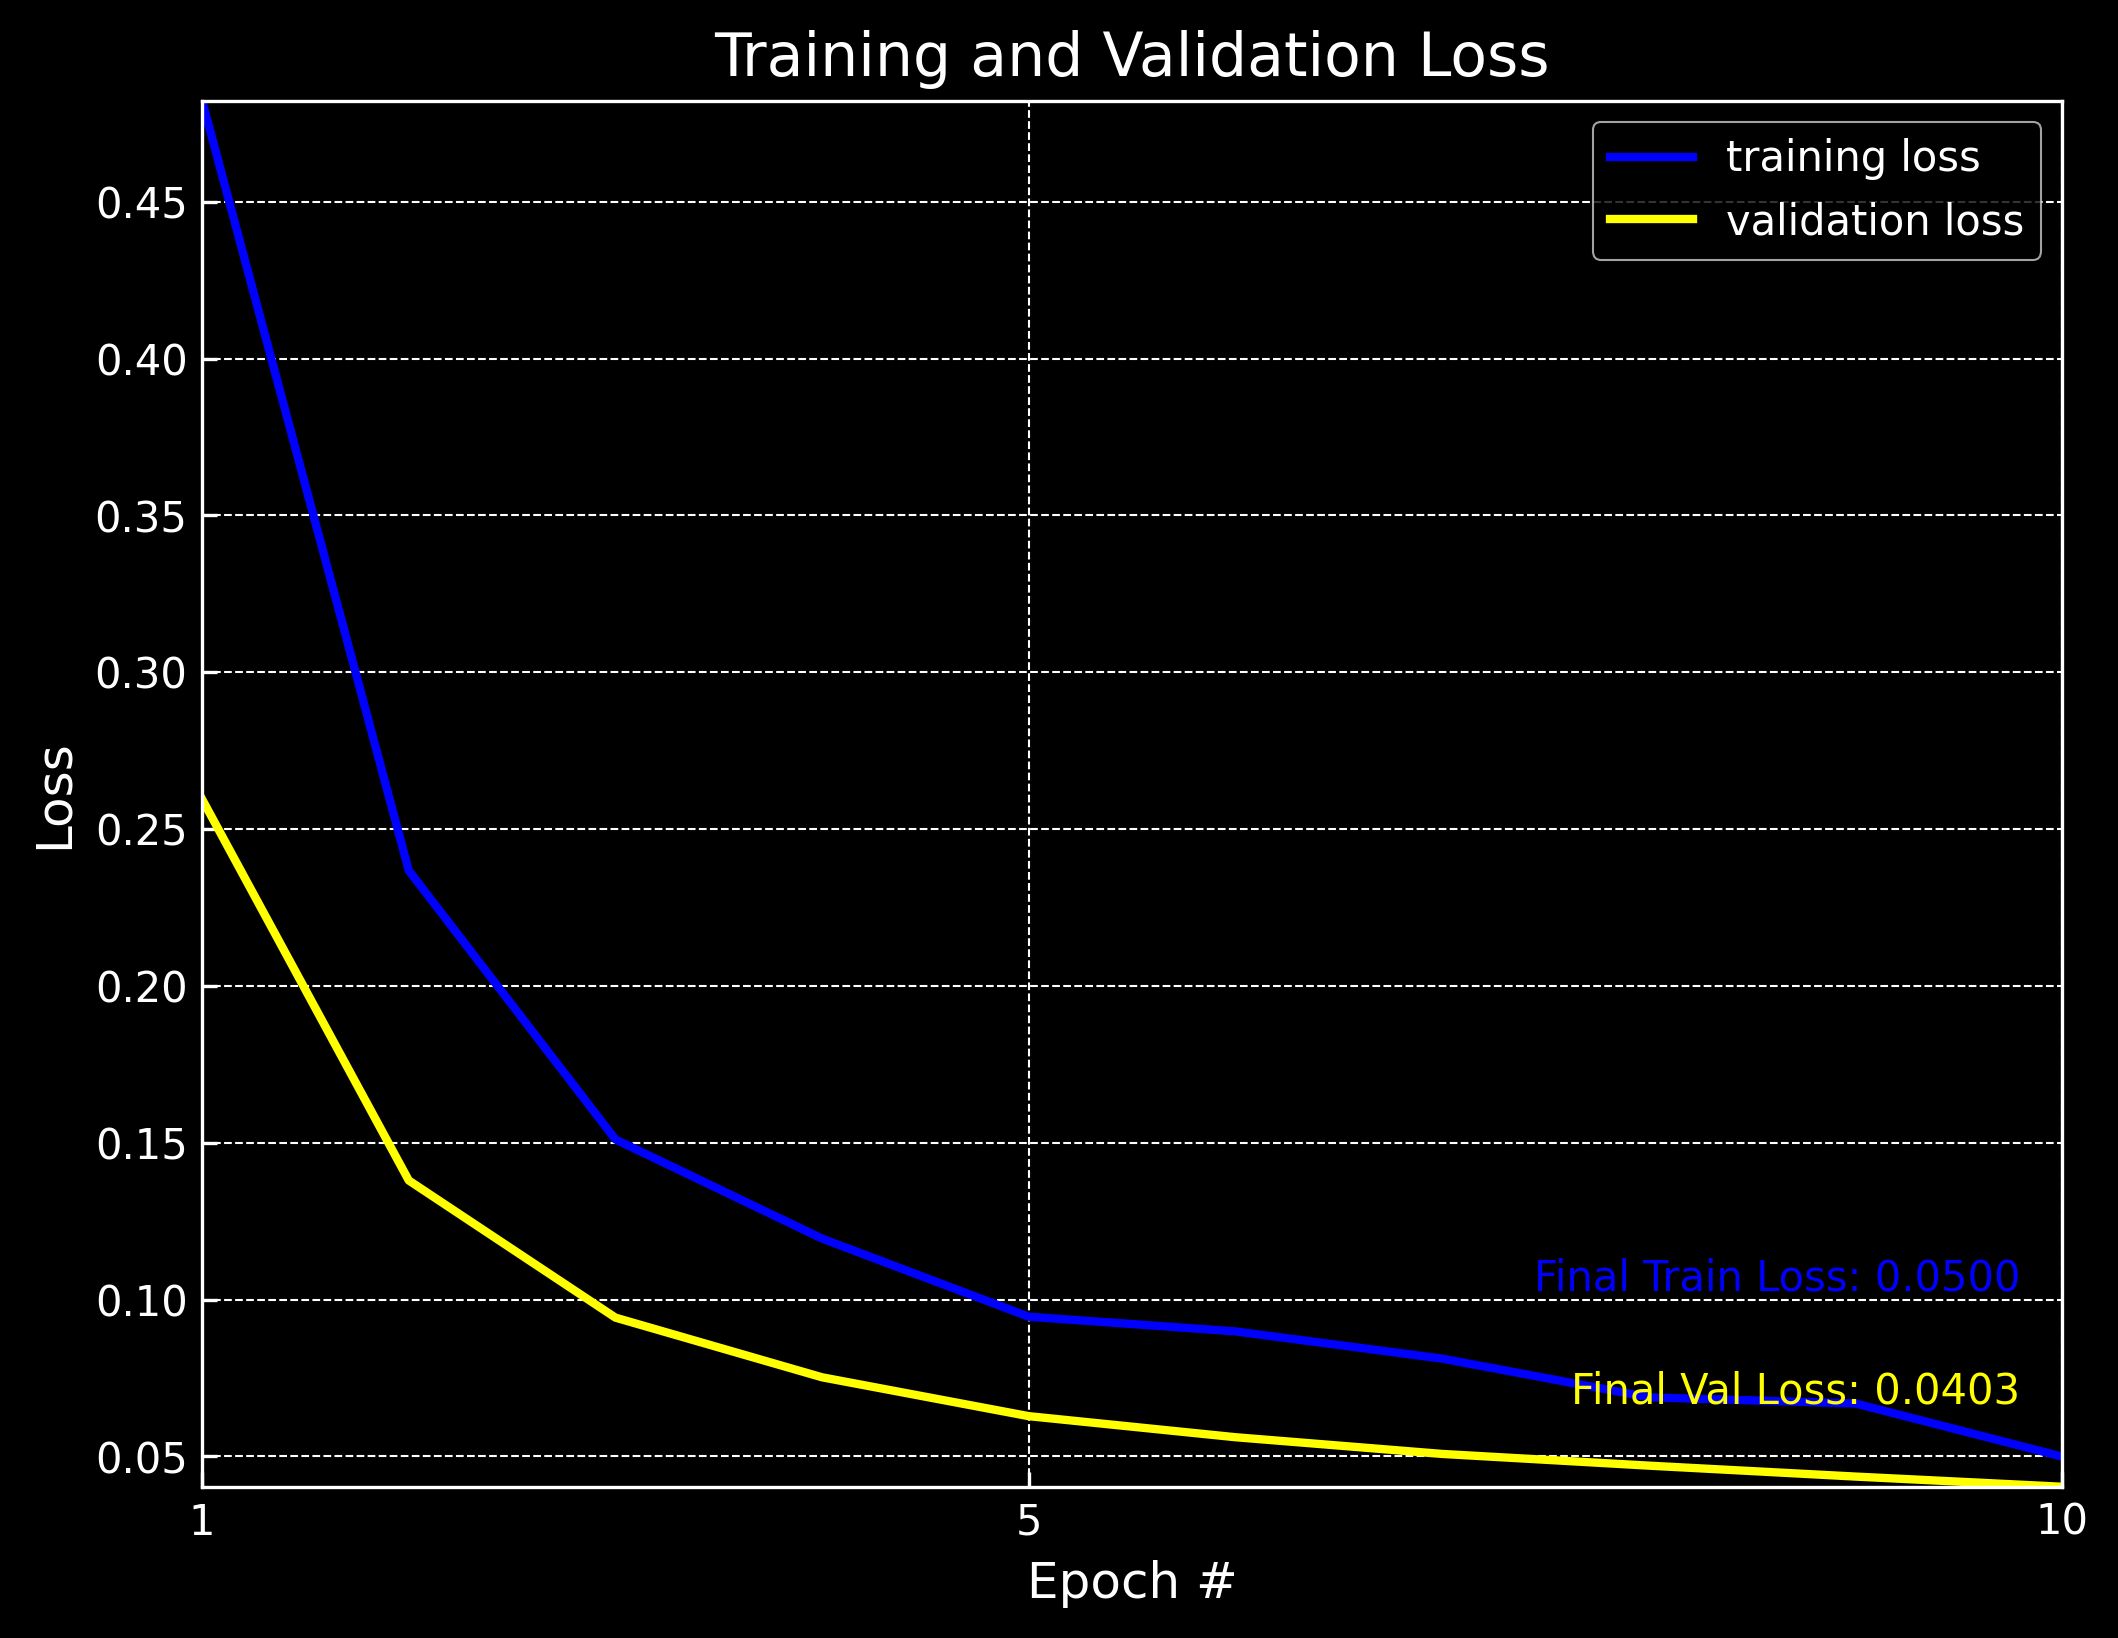 Training and Validation Loss
training loss
validation loss
0.45
0.40
0.35
0.30
0.25
0.20
0.15
0.10
0.05
Loss
Final Train Loss: 0.0500
Final Val Loss: 0.0403
1 5 10
Epoch #